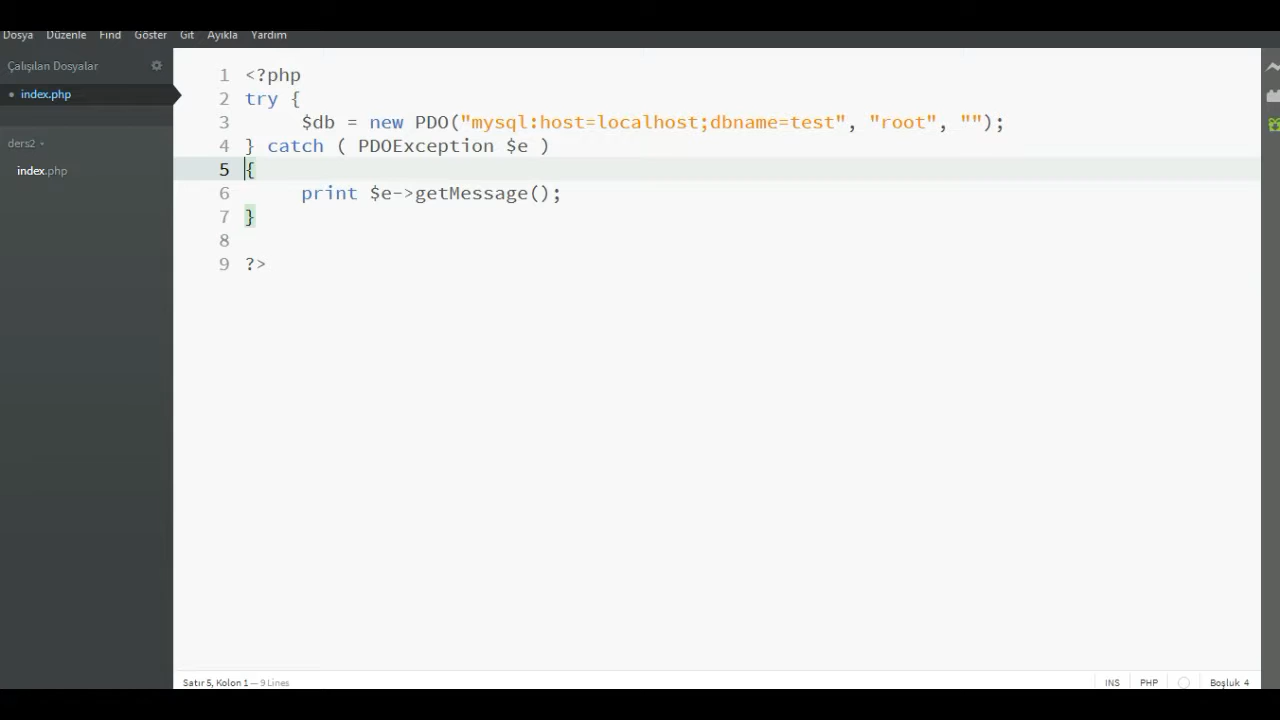 Dosya Düzenle Find Göster Git Ayıkla Yardım
Çalışılan Dosyalar
index.php
ders2
index.php
1 <?php
2 try {
3 $db = new PDO("mysql:host=localhost;dbname=test", "root", "");
4 } catch ( PDOException $e )
5 {
6 print $e->getMessage();
7 }
8
9 ?>
Satır 5, Kolon 1 — 9 Lines INS PHP Boşluk 4